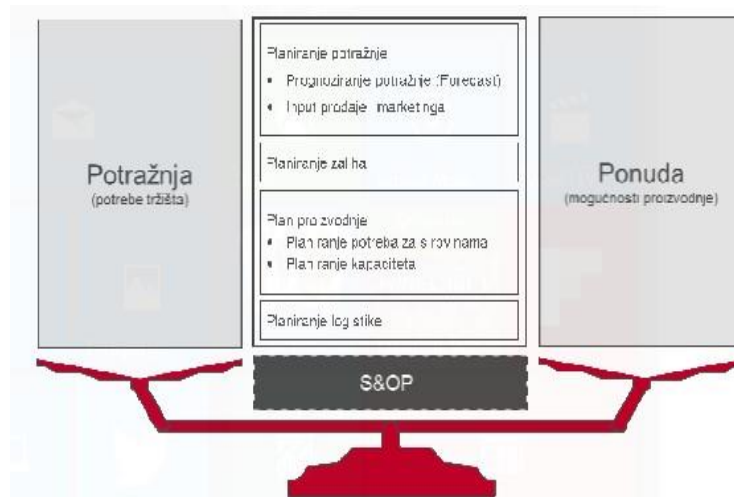 Potražnja
(potrebe tržišta)
Planiranje potražnje
• Prognoziranje potražnje (Forecast)
• Input prodaje i marketinga
Planiranje zaliha
Plan proizvodnje
• Planiranje potreba za sirovinama
• Planiranje kapaciteta
Planiranje logistike
S&OP
Ponuda
(mogućnosti proizvodnje)